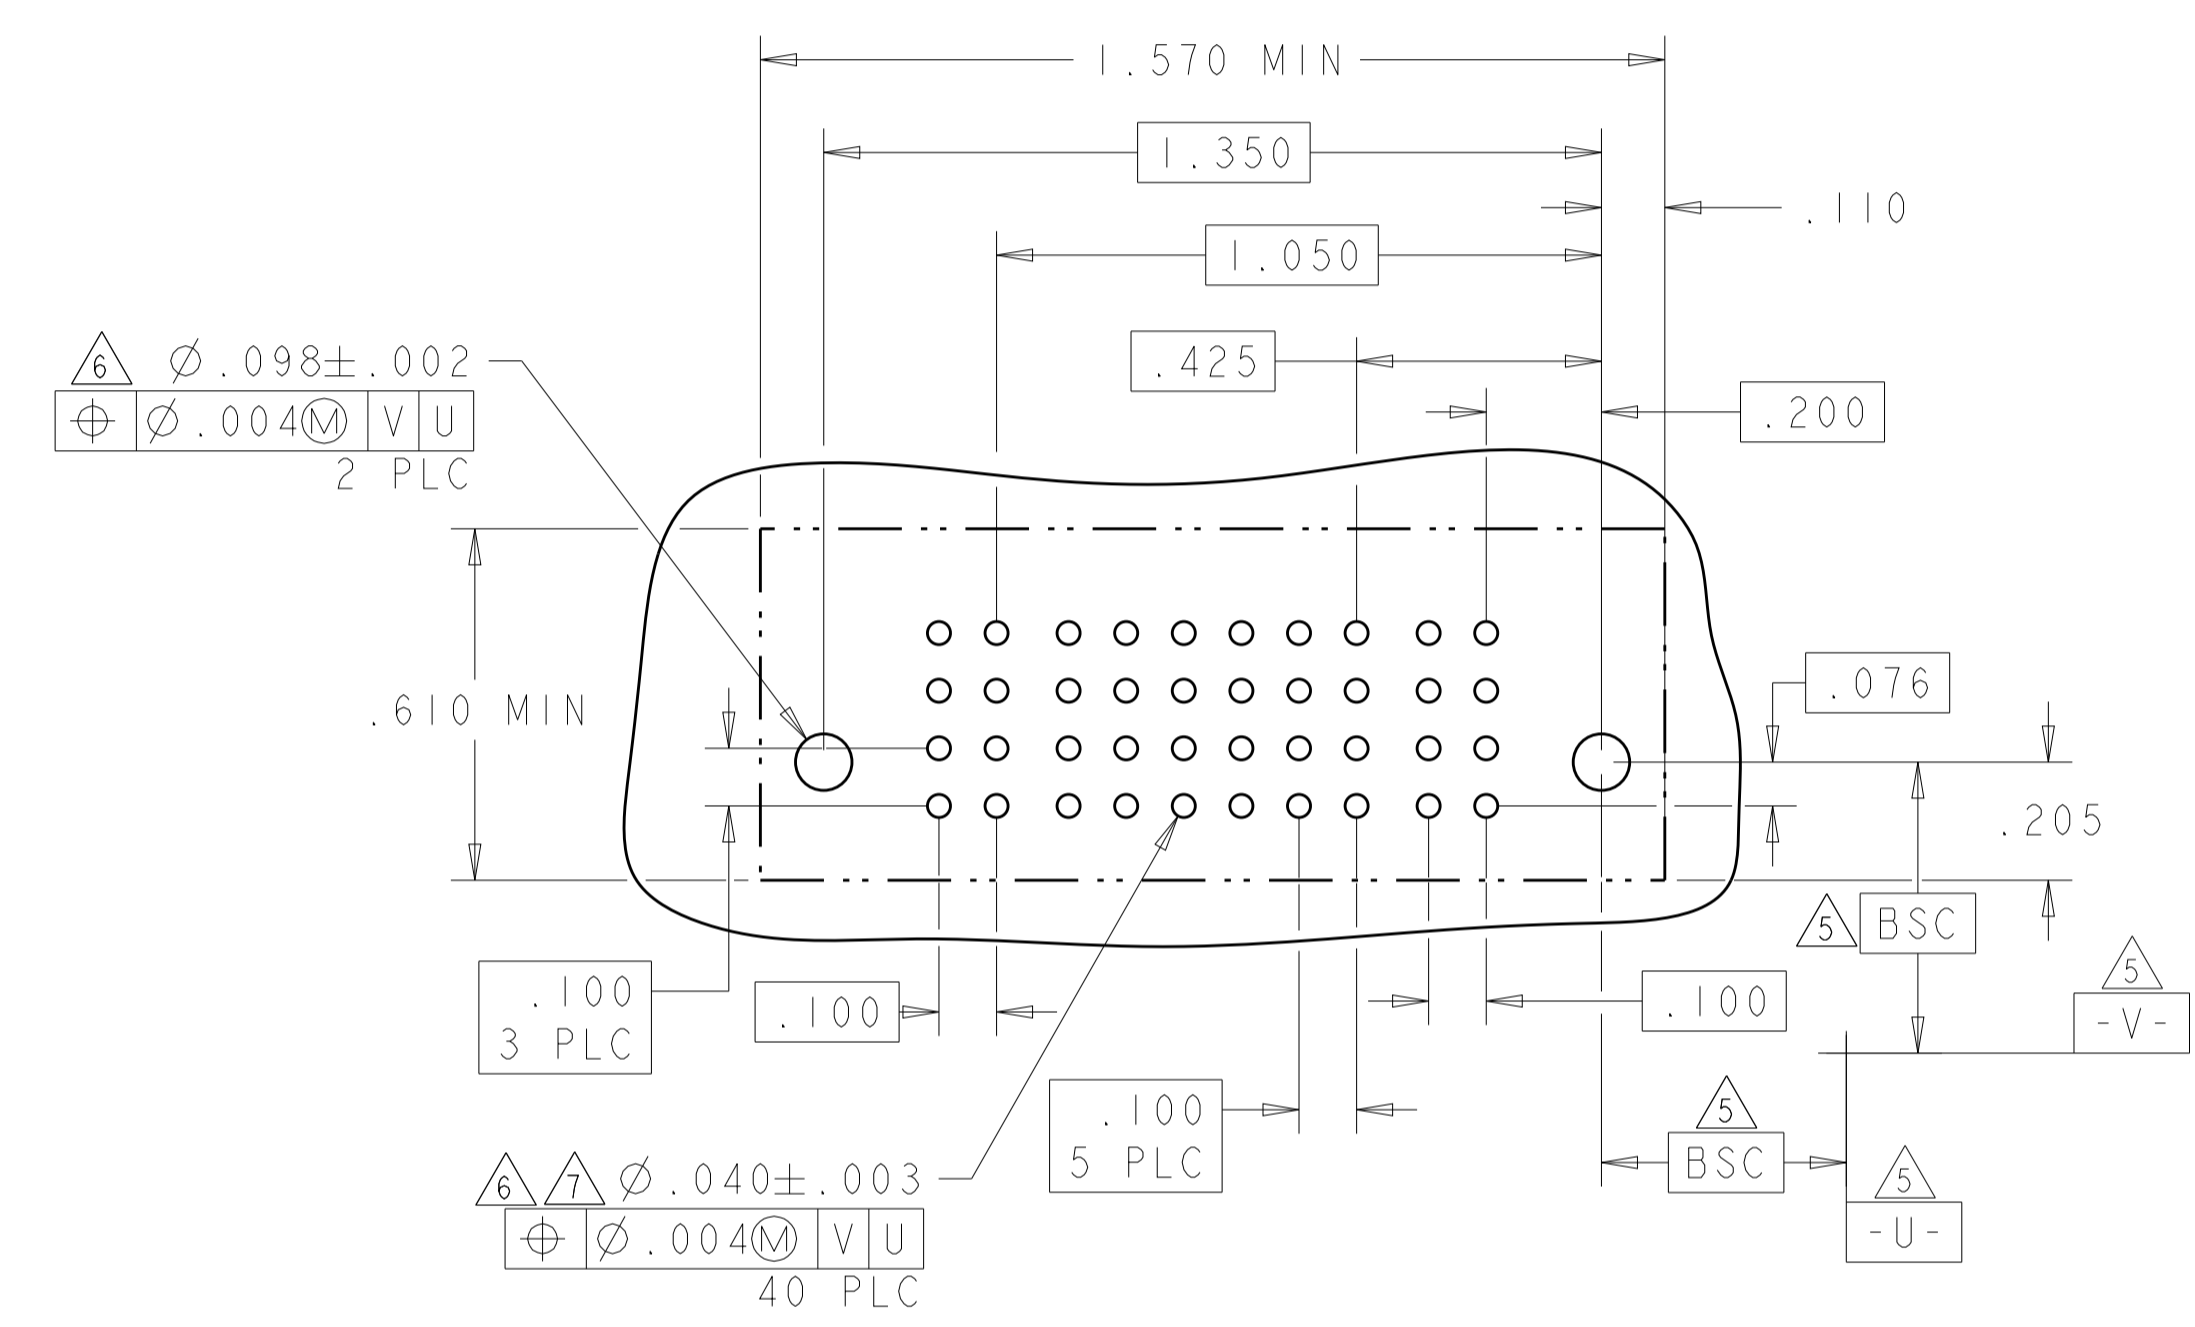 1.570 MIN
1.350
.110
1.050
6 Ø.098±.002
⌖ Ø.004Ⓜ V U
2 PLC
.425
.200
.610 MIN
.076
.205
5 BSC
.100
3 PLC
.100
.100
5
-V-
.100
5 PLC
5
BSC
5
-U-
6 7 Ø.040±.003
⌖ Ø.004Ⓜ V U
40 PLC